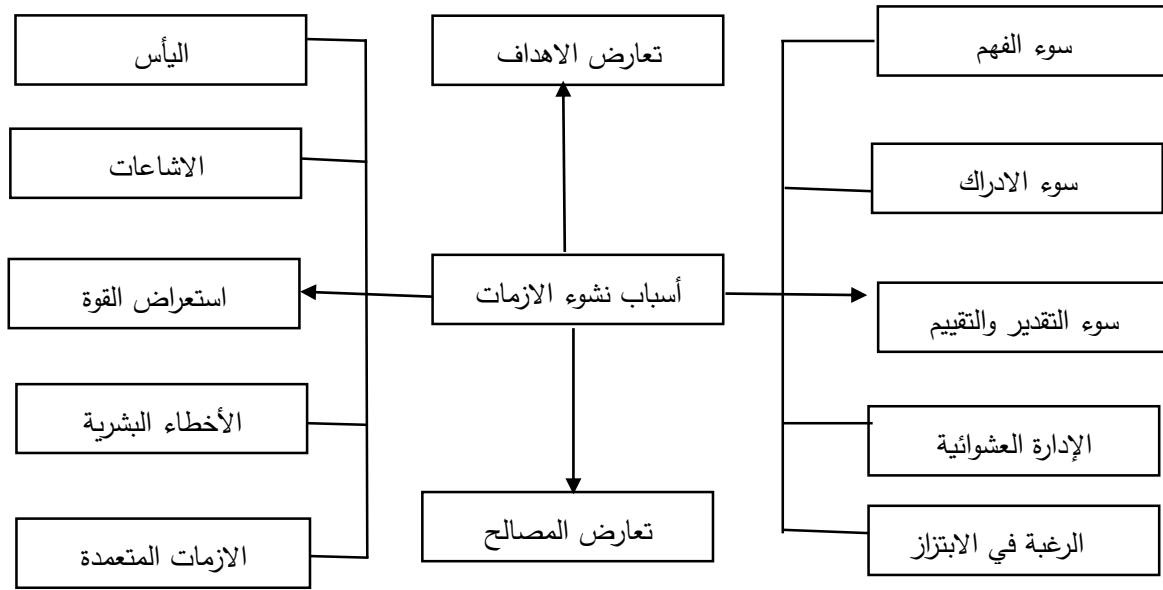 سوء الفهم
تعارض الاهداف
اليأس
سوء الادراك
الاشاعات
سوء التقدير والتقييم
أسباب نشوء الازمات
استعراض القوة
الإدارة العشوائية
الأخطاء البشرية
الرغبة في الابتزاز
تعارض المصالح
الازمات المتعمدة